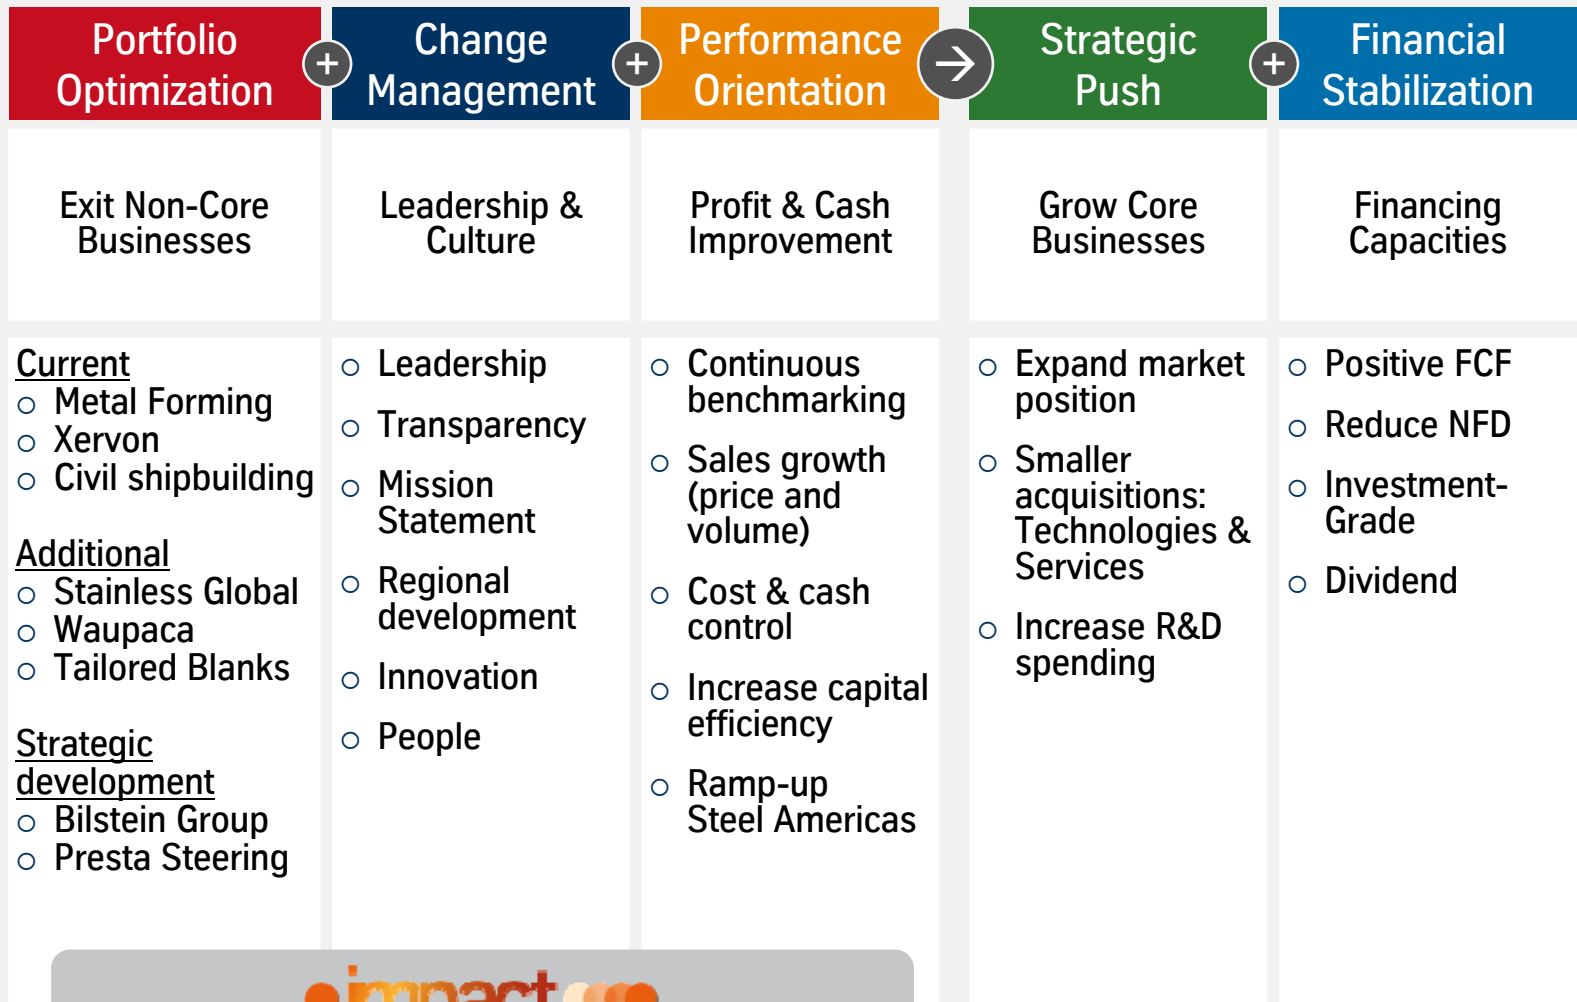 Portfolio
Optimization
+
Change
Management
+
Performance
Orientation
→
Strategic
Push
+
Financial
Stabilization
Exit Non-Core
Businesses
Leadership &
Culture
Profit & Cash
Improvement
Grow Core
Businesses
Financing
Capacities
Current
○ Metal Forming
○ Xervon
○ Civil shipbuilding
Additional
○ Stainless Global
○ Waupaca
○ Tailored Blanks
Strategic
development
○ Bilstein Group
○ Presta Steering
○ Leadership
○ Transparency
○ Mission
Statement
○ Regional
development
○ Innovation
○ People
○ Continuous
benchmarking
○ Sales growth
(price and
volume)
○ Cost & cash
control
○ Increase capital
efficiency
○ Ramp-up
Steel Americas
○ Expand market
position
○ Smaller
acquisitions:
Technologies &
Services
○ Increase R&D
spending
○ Positive FCF
○ Reduce NFD
○ Investment-
Grade
○ Dividend
impact